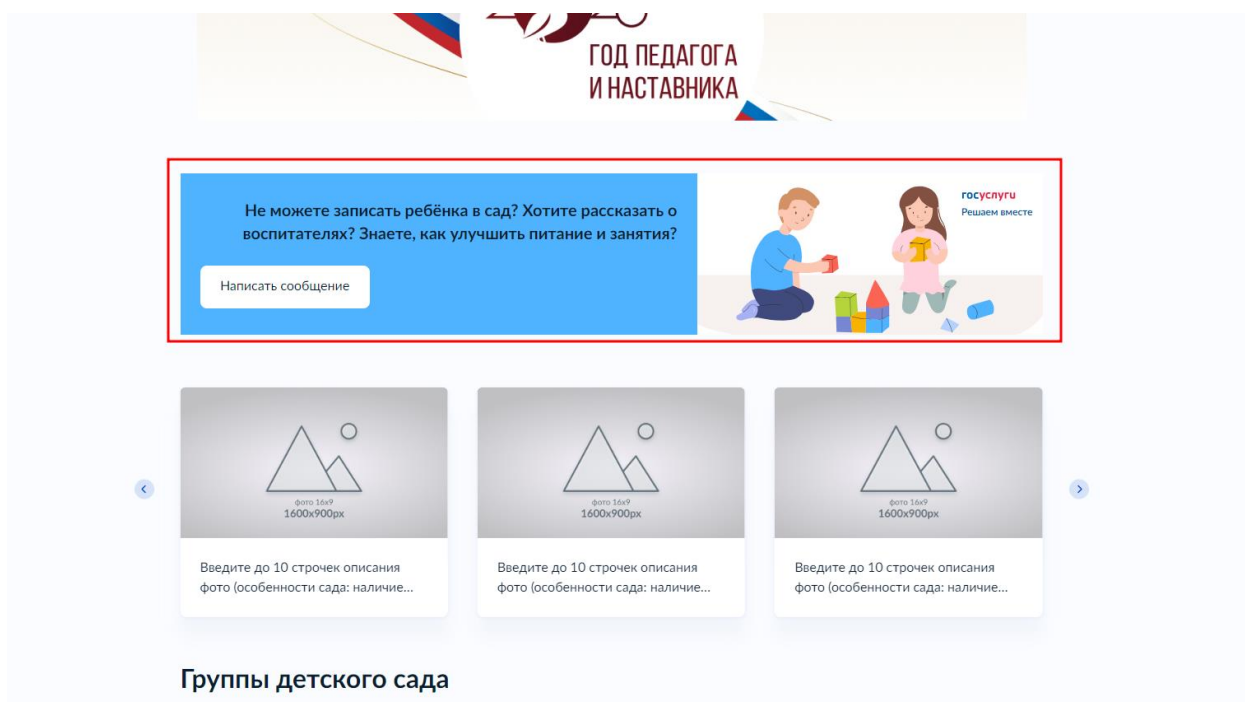 ГОД ПЕДАГОГА
И НАСТАВНИКА
Не можете записать ребёнка в сад? Хотите рассказать о
воспитателях? Знаете, как улучшить питание и занятия?
Написать сообщение
госуслуги
Решаем вместе
фото 16x9
1600x900px
Введите до 10 строчек описания
фото (особенности сада: наличие...
фото 16x9
1600x900px
Введите до 10 строчек описания
фото (особенности сада: наличие...
фото 16x9
1600x900px
Введите до 10 строчек описания
фото (особенности сада: наличие...
Группы детского сада